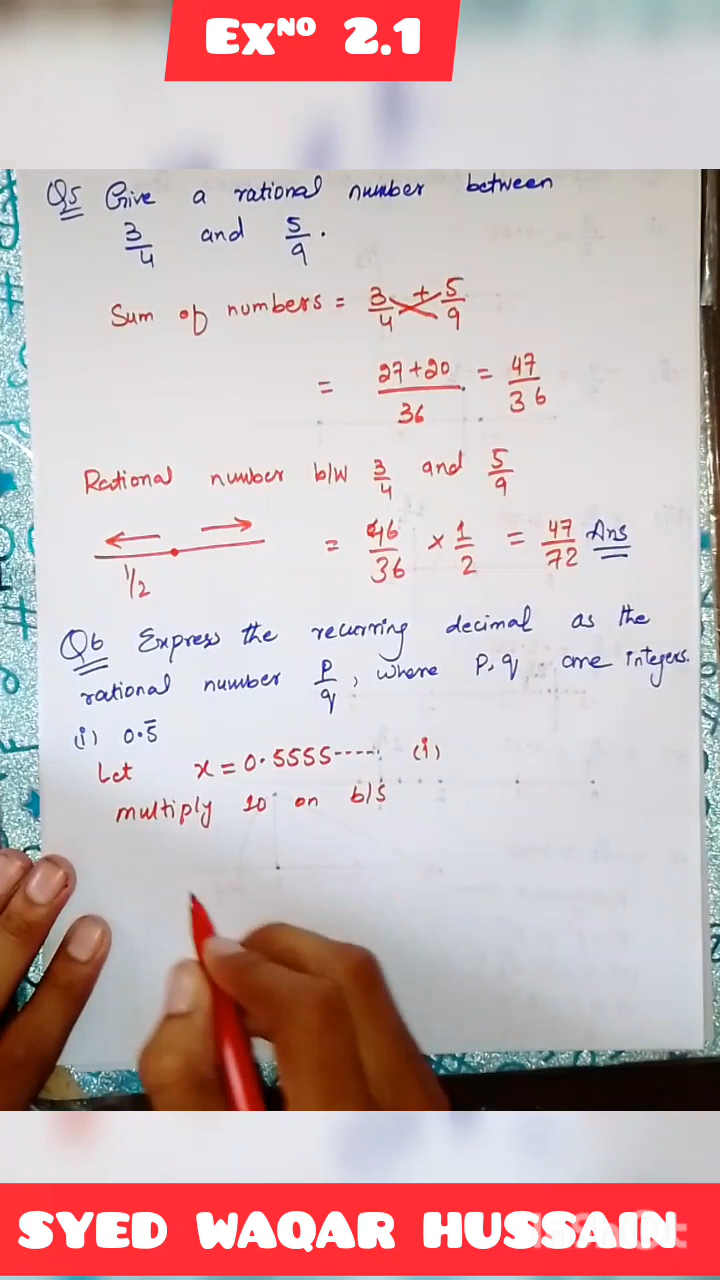 EXᴺᴼ 2.1
Q5 Give a rational number between
3/4 and 5/9.
Sum of numbers = 3/4 + 5/9
= 27+20/36 = 47/36
Rational number b/w 3/4 and 5/9
1/2
= 46/36 × 1/2 = 47/72 Ans
Q6 Express the recurring decimal as the
rational number P/q, where P, q are integers.
(i) 0.5̅
Let x = 0.5555----- (i)
multiply 10 on b/s
SYED WAQAR HUSSAIN